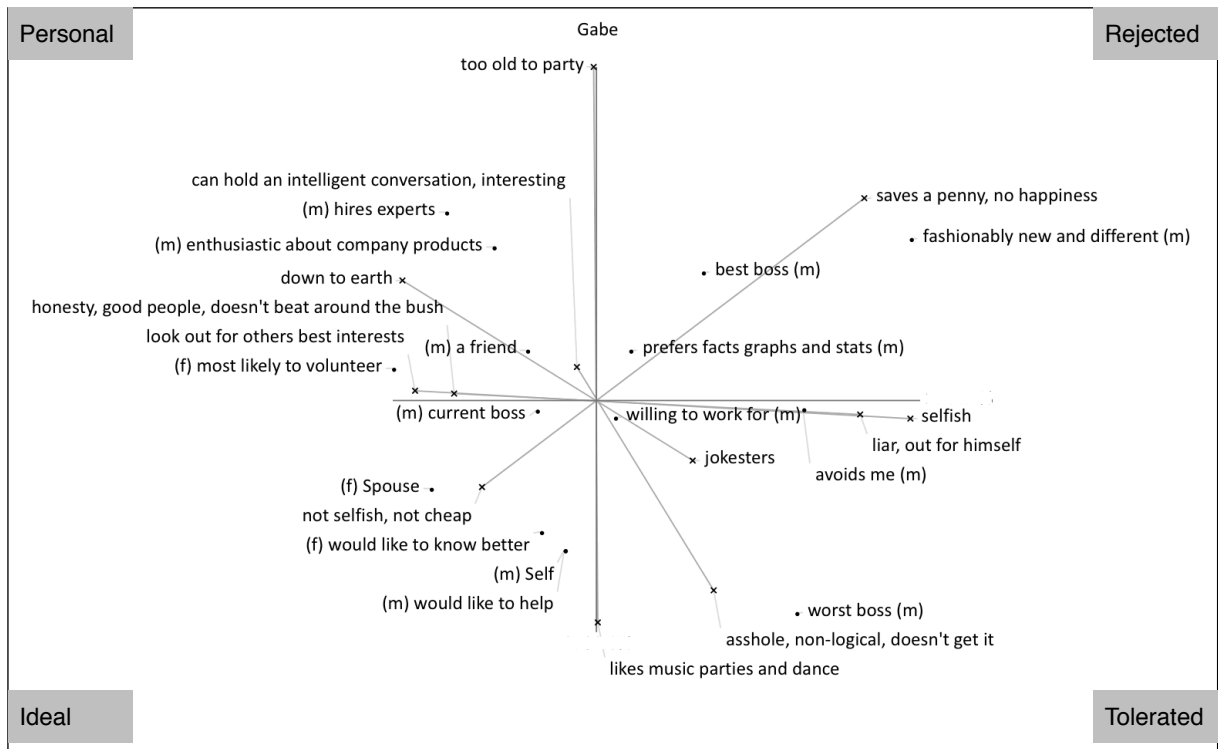 Personal
Gabe
Rejected
too old to party
can hold an intelligent conversation, interesting
saves a penny, no happiness
(m) hires experts
fashionably new and different (m)
(m) enthusiastic about company products
best boss (m)
down to earth
honesty, good people, doesn't beat around the bush
look out for others best interests
(m) a friend
prefers facts graphs and stats (m)
(f) most likely to volunteer
(m) current boss
willing to work for (m)
selfish
liar, out for himself
jokesters
avoids me (m)
(f) Spouse
not selfish, not cheap
(f) would like to know better
(m) Self
(m) would like to help
worst boss (m)
asshole, non-logical, doesn't get it
likes music parties and dance
Ideal
Tolerated